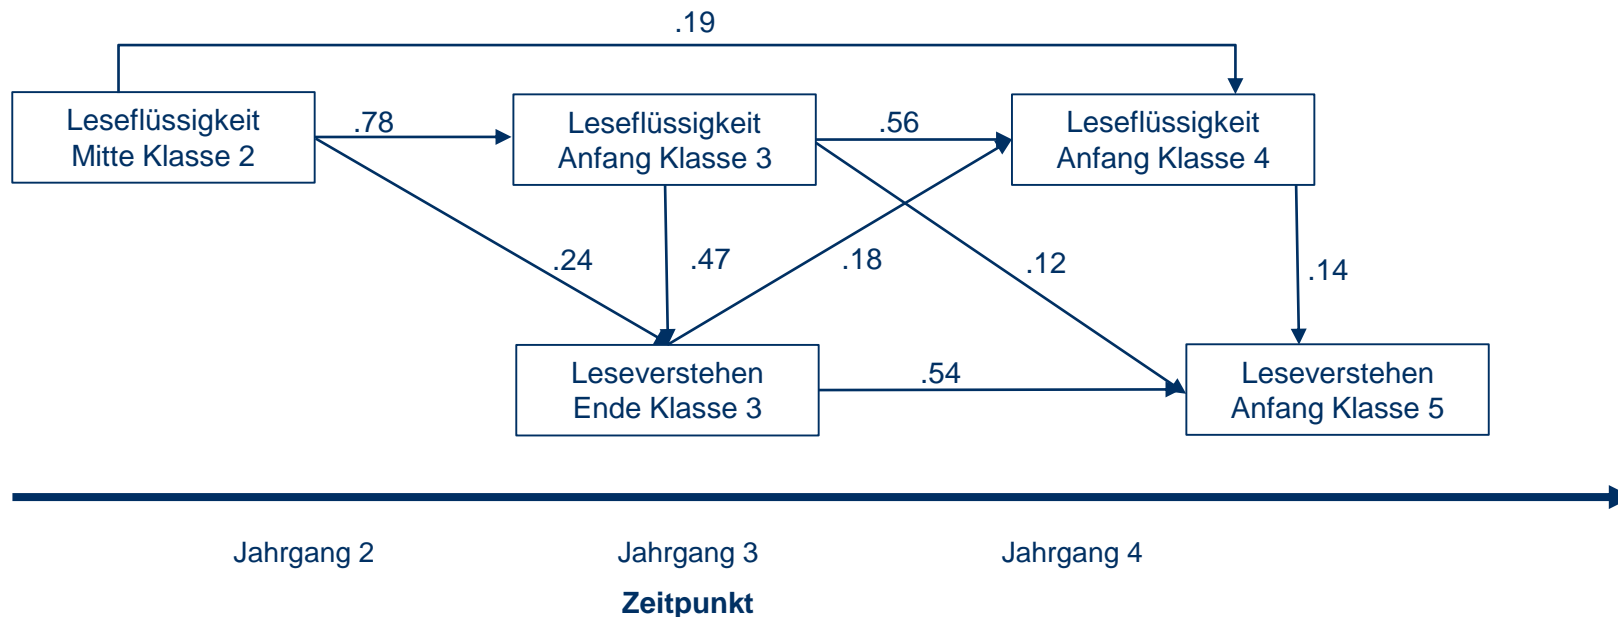 .19
Leseflüssigkeit
Mitte Klasse 2
.78
Leseflüssigkeit
Anfang Klasse 3
.56
Leseflüssigkeit
Anfang Klasse 4
.24
.47
.18
.12
.14
Leseverstehen
Ende Klasse 3
.54
Leseverstehen
Anfang Klasse 5
Jahrgang 2
Jahrgang 3
Jahrgang 4
Zeitpunkt